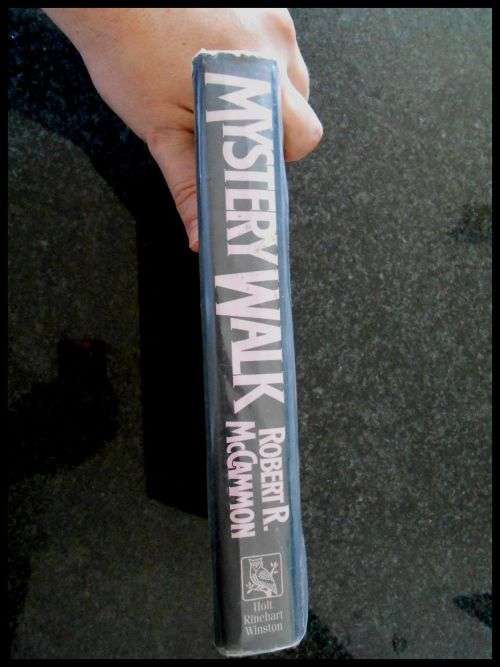 MYSTERY WALK
ROBERT R.
MCCAMMON
Holt
Rinehart
Winston